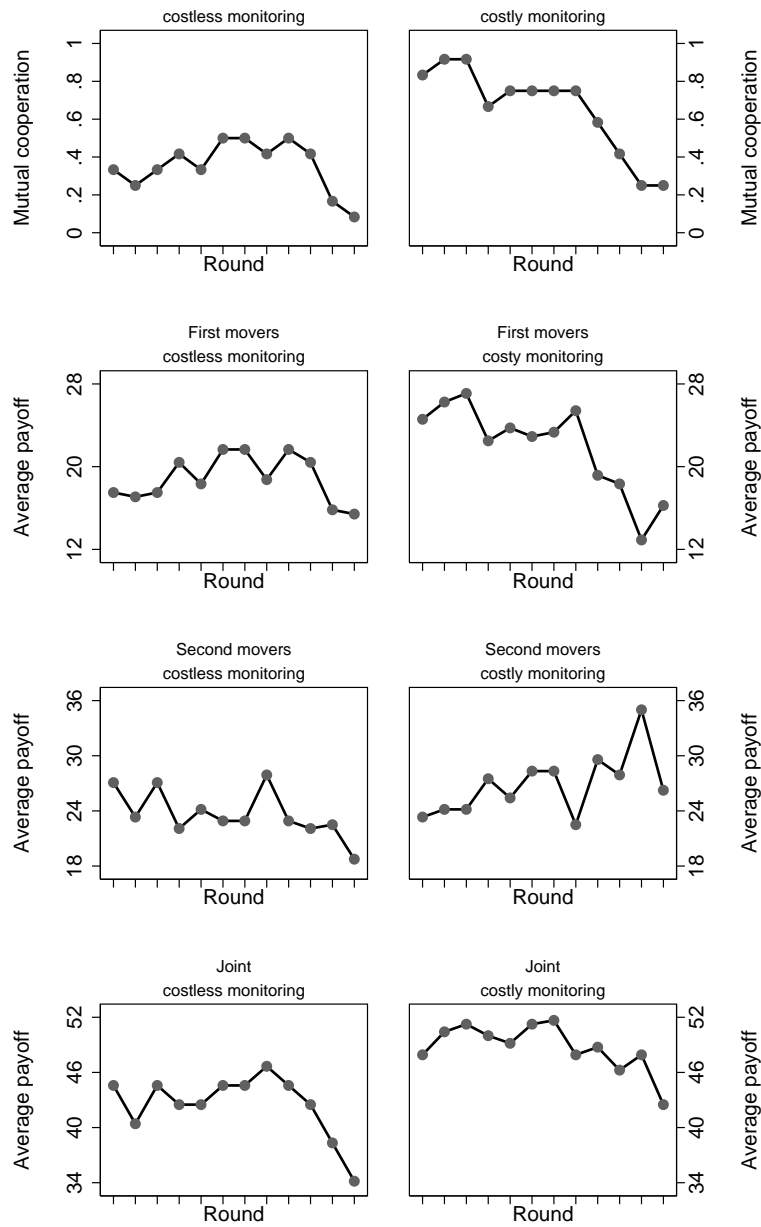 costless monitoring
costly monitoring
Mutual cooperation
0 .2 .4 .6 .8 1
Round
Round
0 .2 .4 .6 .8 1
Mutual cooperation
First movers
costless monitoring
First movers
costy monitoring
Average payoff
12 20 28
Round
Round
12 20 28
Average payoff
Second movers
costless monitoring
Second movers
costly monitoring
Average payoff
18 24 30 36
Round
Round
18 24 30 36
Average payoff
Joint
costless monitoring
Joint
costly monitoring
Average payoff
34 40 46 52
Round
Round
34 40 46 52
Average payoff